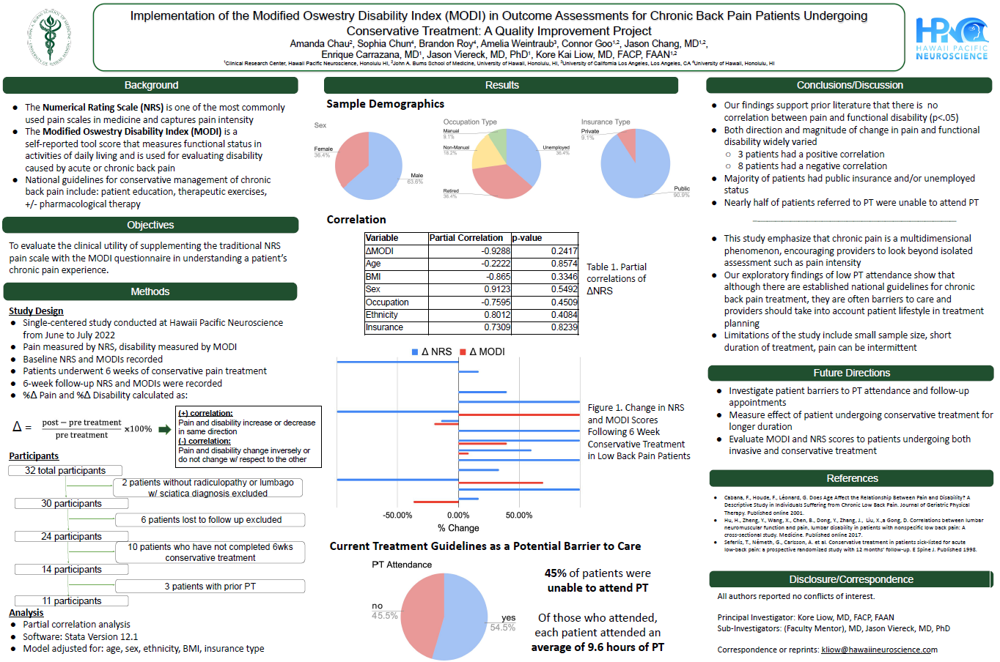 Implementation of the Modified Oswestry Disability Index (MODI) in Outcome Assessments for Chronic Back Pain Patients Undergoing
Conservative Treatment: A Quality Improvement Project
Amanda Chau², Sophia Chun⁴, Brandon Roy⁴, Amelia Weintraub³, Connor Goo¹·², Jason Chang, MD¹·²,
Enrique Carrazana, MD¹, Jason Viereck, MD, PhD¹, Kore Kai Liow, MD, FACP, FAAN¹·²
¹Clinical Research Center, Hawaii Pacific Neuroscience, Honolulu HI, ²John A. Burns School of Medicine, University of Hawaii, Honolulu, HI, ³University of California Los Angeles, Los Angeles, CA ⁴University of Hawaii, Honolulu, HI
HPN
HAWAII PACIFIC
NEUROSCIENCE
Background
● The Numerical Rating Scale (NRS) is one of the most commonly
used pain scales in medicine and captures pain intensity
● The Modified Oswestry Disability Index (MODI) is a
self-reported tool score that measures functional status in
activities of daily living and is used for evaluating disability
caused by acute or chronic back pain
● National guidelines for conservative management of chronic
back pain include: patient education, therapeutic exercises,
+/- pharmacological therapy
Objectives
To evaluate the clinical utility of supplementing the traditional NRS
pain scale with the MODI questionnaire in understanding a patient's
chronic pain experience.
Methods
Study Design
● Single-centered study conducted at Hawaii Pacific Neuroscience
from June to July 2022
● Pain measured by NRS, disability measured by MODI
● Baseline NRS and MODIs recorded
● Patients underwent 6 weeks of conservative pain treatment
● 6-week follow-up NRS and MODIs were recorded
● %Δ Pain and %Δ Disability calculated as:
Δ = post − pre treatment / pre treatment x100%
(+) correlation:
Pain and disability increase or decrease
in same direction
(-) correlation:
Pain and disability change inversely or
do not change w/ respect to the other
Participants
32 total participants
2 patients without radiculopathy or lumbago
w/ sciatica diagnosis excluded
30 participants
6 patients lost to follow up excluded
24 participants
10 patients who have not completed 6wks
conservative treatment
14 participants
3 patients with prior PT
11 participants
Analysis
● Partial correlation analysis
● Software: Stata Version 12.1
● Model adjusted for: age, sex, ethnicity, BMI, insurance type
Results
Sample Demographics
Sex
Female
36.4%
Male
63.6%
Occupation Type
Manual
9.1%
Non-Manual
18.2%
Unemployed
36.4%
Retired
36.4%
Insurance Type
Private
9.1%
Public
90.9%
Correlation
Variable Partial Correlation p-value
ΔMODI -0.9288 0.2417
Age -0.2222 0.8574
BMI -0.865 0.3346
Sex 0.9123 0.5492
Occupation -0.7595 0.4509
Ethnicity 0.8012 0.4084
Insurance 0.7309 0.8239
Table 1. Partial
correlations of
ΔNRS
Δ NRS Δ MODI
-50.00% 0.00% 50.00%
% Change
Figure 1. Change in NRS
and MODI Scores
Following 6 Week
Conservative Treatment
in Low Back Pain Patients
Current Treatment Guidelines as a Potential Barrier to Care
PT Attendance
no
45.5%
yes
54.5%
45% of patients were
unable to attend PT
Of those who attended,
each patient attended an
average of 9.6 hours of PT
Conclusions/Discussion
● Our findings support prior literature that there is no
correlation between pain and functional disability (p<.05)
● Both direction and magnitude of change in pain and functional
disability widely varied
○ 3 patients had a positive correlation
○ 8 patients had a negative correlation
● Majority of patients had public insurance and/or unemployed
status
● Nearly half of patients referred to PT were unable to attend PT
● This study emphasize that chronic pain is a multidimensional
phenomenon, encouraging providers to look beyond isolated
assessment such as pain intensity
● Our exploratory findings of low PT attendance show that
although there are established national guidelines for chronic
back pain treatment, they are often barriers to care and
providers should take into account patient lifestyle in treatment
planning
● Limitations of the study include small sample size, short
duration of treatment, pain can be intermittent
Future Directions
● Investigate patient barriers to PT attendance and follow-up
appointments
● Measure effect of patient undergoing conservative treatment for
longer duration
● Evaluate MODI and NRS scores to patients undergoing both
invasive and conservative treatment
References
● Cabana, F., Houde, F., Léonard, G. Does Age Affect the Relationship Between Pain and Disability? A
Descriptive Study in Individuals Suffering from Chronic Low Back Pain. Journal of Geriatric Physical
Therapy. Published online 2001.
● Hu, H., Zheng, Y., Wang, X., Chen, B., Dong, Y., Zhang, J., Liu, X.,a Gong, D. Correlations between lumbar
neuromuscular function and pain, lumbar disability in patients with nonspecific low back pain: A
cross-sectional study. Medicine. Published online 2017.
● Seferlis, T., Németh, G., Carlsson, A. et al. Conservative treatment in patients sick-listed for acute
low-back pain: a prospective randomized study with 12 months' follow-up. E Spine J. Published 1998.
Disclosure/Correspondence
All authors reported no conflicts of interest.
Principal Investigator: Kore Liow, MD, FACP, FAAN
Sub-Investigators: (Faculty Mentor), MD, Jason Viereck, MD, PhD
Correspondence or reprints: kliow@hawaiineuroscience.com